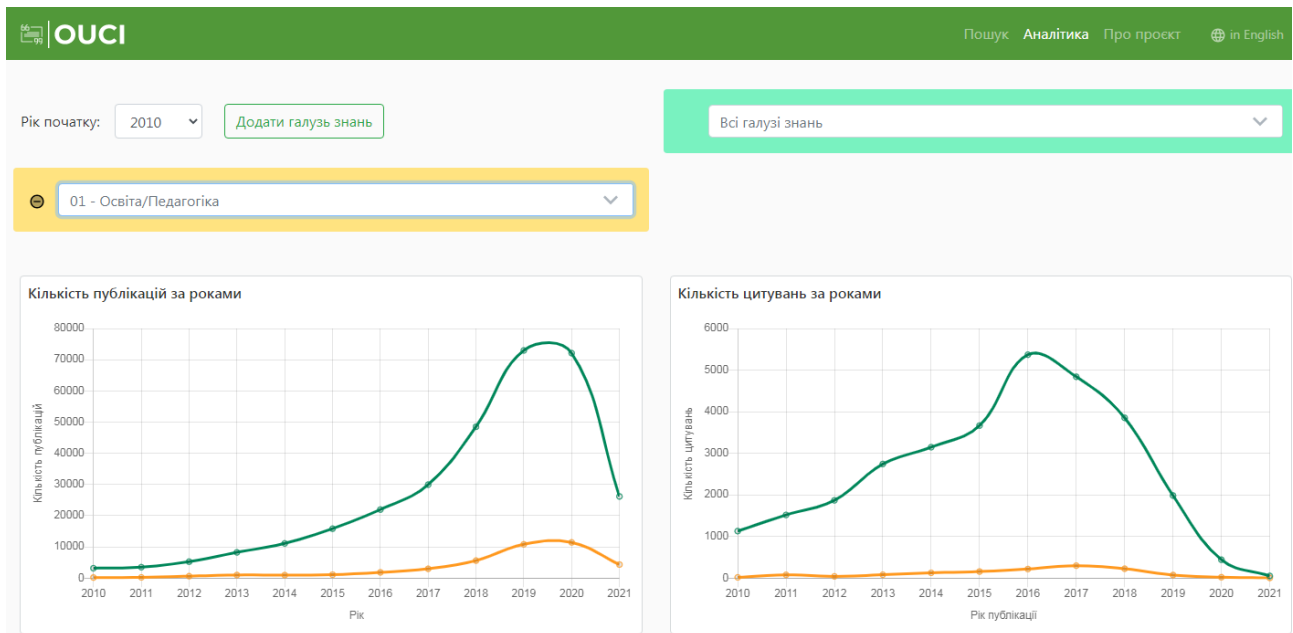 66 99 OUCI
Пошук Аналітика Про проєкт in English
Рік початку: 2010 Додати галузь знань
Всі галузі знань
01 - Освіта/Педагогіка
Кількість публікацій за роками
80000
70000
60000
50000
40000
30000
20000
10000
0
Кількість публікацій
2010 2011 2012 2013 2014 2015 2016 2017 2018 2019 2020 2021
Рік
Кількість цитувань за роками
6000
5000
4000
3000
2000
1000
0
Кількість цитувань
2010 2011 2012 2013 2014 2015 2016 2017 2018 2019 2020 2021
Рік публікації